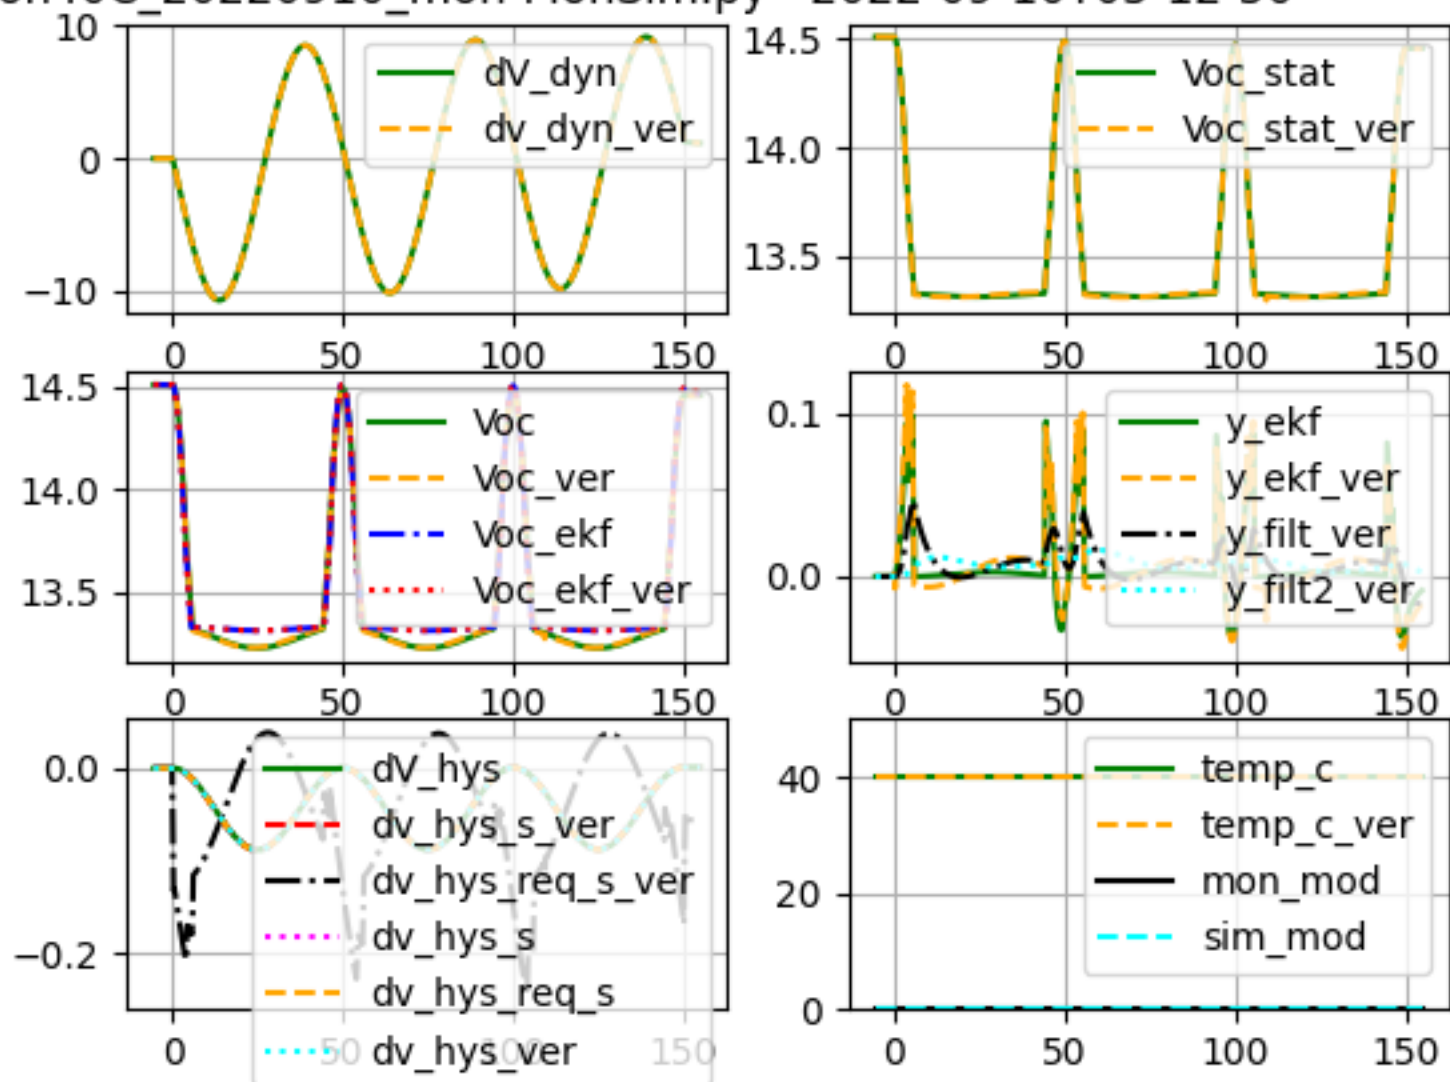 10
0
−10
0 50 100 150
dV_dyn
dv_dyn_ver
14.5
14.0
13.5
0 50 100 150
Voc_stat
Voc_stat_ver
14.5
14.0
13.5
0 50 100 150
Voc
Voc_ver
Voc_ekf
Voc_ekf_ver
0.1
0.0
0 50 100 150
y_ekf
y_ekf_ver
y_filt_ver
y_filt2_ver
0.0
−0.2
0 50 100 150
dV_hys
dv_hys_s_ver
dv_hys_req_s_ver
dv_hys_s
dv_hys_req_s
dv_hys_ver
40
20
0
0 50 100 150
temp_c
temp_c_ver
mon_mod
sim_mod